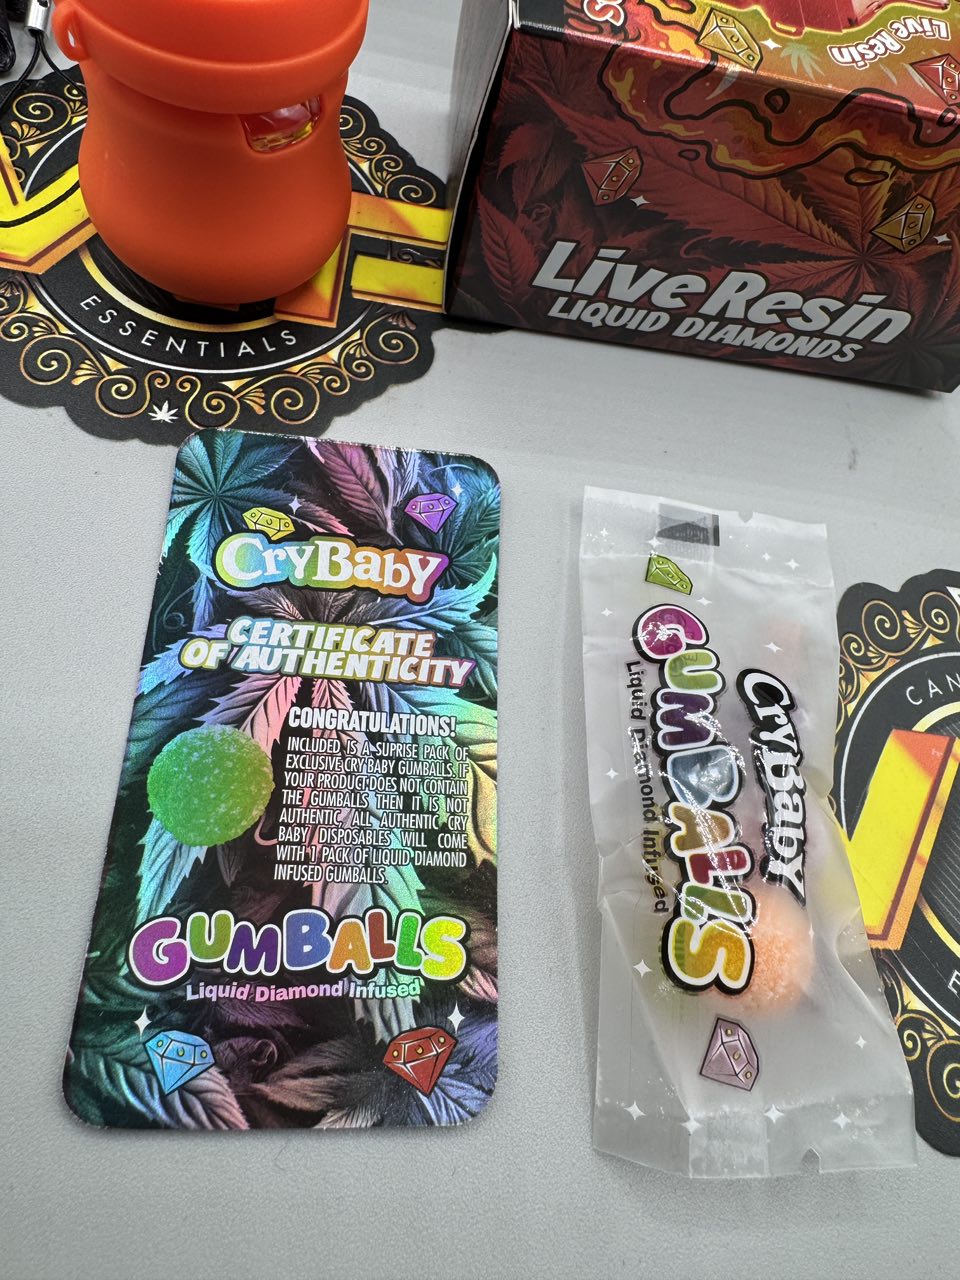 Live Resin
Live Resin
LIQUID DIAMONDS
ESSENTIALS
CryBaby
CERTIFICATE
OF AUTHENTICITY
CONGRATULATIONS!
INCLUDED IS A SUPRISE PACK OF
EXCLUSIVE CRY BABY GUMBALLS. IF
YOUR PRODUCT DOES NOT CONTAIN
THE GUMBALLS THEN IT IS NOT
AUTHENTIC, ALL AUTHENTIC CRY
BABY DISPOSABLES WILL COME
WITH 1 PACK OF LIQUID DIAMOND
INFUSED GUMBALLS.
GUMBALLS
Liquid Diamond Infused
CryBaby
GUMBALLS
Liquid Diamond Infused